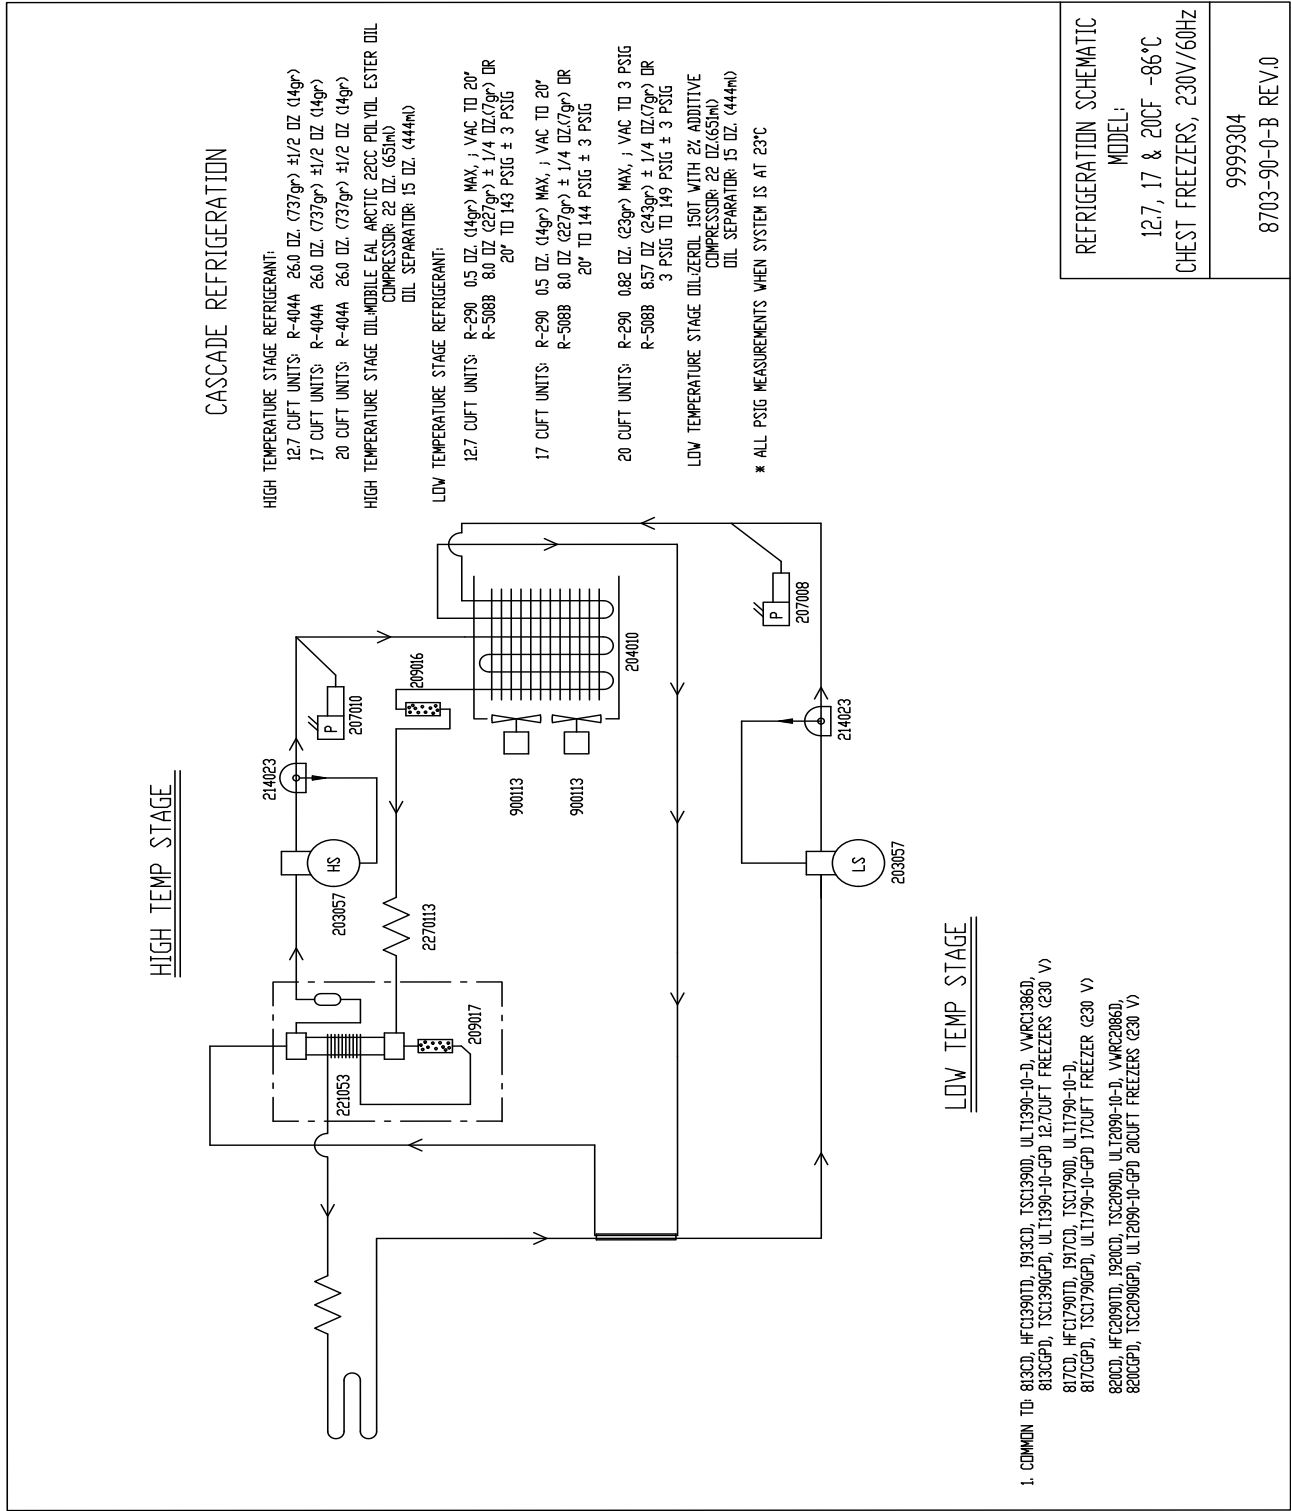 HIGH TEMP STAGE
CASCADE REFRIGERATION
HIGH TEMPERATURE STAGE REFRIGERANT:
12.7 CUFT UNITS: R-404A 26.0 OZ. (737gr) ±1/2 OZ (14gr)
17 CUFT UNITS: R-404A 26.0 OZ. (737gr) ±1/2 OZ (14gr)
20 CUFT UNITS: R-404A 26.0 OZ. (737gr) ±1/2 OZ (14gr)
HIGH TEMPERATURE STAGE OIL:MOBILE EAL ARCTIC 22CC POLYOL ESTER OIL
COMPRESSOR: 22 OZ. (651ml)
OIL SEPARATOR: 15 OZ. (444ml)
LOW TEMPERATURE STAGE REFRIGERANT:
12.7 CUFT UNITS: R-290 0.5 OZ. (14gr) MAX, ; VAC TO 20"
R-508B 8.0 OZ (227gr) ± 1/4 OZ.(7gr) OR
20" TO 143 PSIG ± 3 PSIG
17 CUFT UNITS: R-290 0.5 OZ. (14gr) MAX, ; VAC TO 20"
R-508B 8.0 OZ (227gr) ± 1/4 OZ.(7gr) OR
20" TO 144 PSIG ± 3 PSIG
20 CUFT UNITS: R-290 0.82 OZ. (23gr) MAX, ; VAC TO 3 PSIG
R-508B 8.57 OZ (243gr) ± 1/4 OZ.(7gr) OR
3 PSIG TO 149 PSIG ± 3 PSIG
LOW TEMPERATURE STAGE OIL:ZEROL 150T WITH 2% ADDITIVE
COMPRESSOR: 22 OZ.(651ml)
OIL SEPARATOR: 15 OZ. (444ml)
* ALL PSIG MEASUREMENTS WHEN SYSTEM IS AT 23°C
214023
P
207010
HS
203057
209016
2270113
221053
209017
204010
900113
900113
P
207008
214023
LS
203057
LOW TEMP STAGE
1. COMMON TO: 813CD, HFC1390TD, I913CD, TSC1390D, ULT1390-10-D, VWRC1386D,
813CGPD, TSC1390GPD, ULT1390-10-GPD 12.7CUFT FREEZERS (230 V)
817CD, HFC1790TD, I917CD, TSC1790D, ULT1790-10-D,
817CGPD, TSC1790GPD, ULT1790-10-GPD 17CUFT FREEZER (230 V)
820CD, HFC2090TD, I920CD, TSC2090D, ULT2090-10-D, VWRC2086D,
820CGPD, TSC2090GPD, ULT2090-10-GPD 20CUFT FREEZERS (230 V)
REFRIGERATION SCHEMATIC
MODEL:
12.7, 17 & 20CF -86°C
CHEST FREEZERS, 230V/60Hz
9999304
8703-90-0-B REV.0